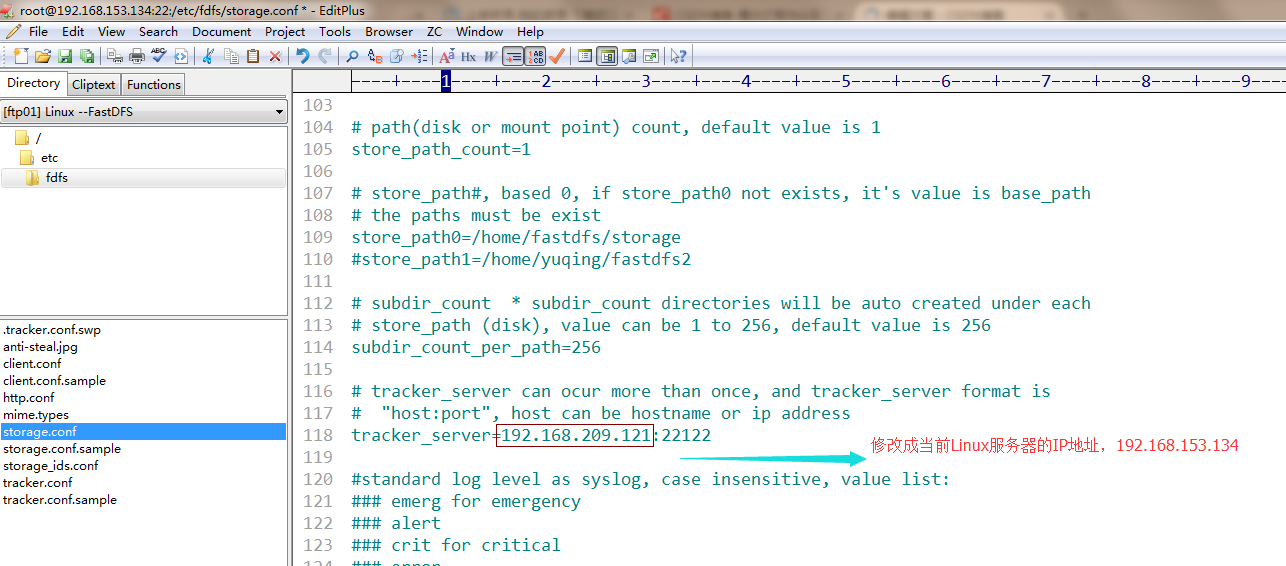 root@192.168.153.134:22:/etc/fdfs/storage.conf * - EditPlus
File Edit View Search Document Project Tools Browser ZC Window Help
Directory Cliptext Functions
[ftp01] Linux --FastDFS
/
etc
fdfs
.tracker.conf.swp
anti-steal.jpg
client.conf
client.conf.sample
http.conf
mime.types
storage.conf
storage.conf.sample
storage_ids.conf
tracker.conf
tracker.conf.sample
----+----1----+----2----+----3----+----4----+----5----+----6----+----7----+----8----+----9----
103
104 # path(disk or mount point) count, default value is 1
105 store_path_count=1
106
107 # store_path#, based 0, if store_path0 not exists, it's value is base_path
108 # the paths must be exist
109 store_path0=/home/fastdfs/storage
110 #store_path1=/home/yuqing/fastdfs2
111
112 # subdir_count  * subdir_count directories will be auto created under each
113 # store_path (disk), value can be 1 to 256, default value is 256
114 subdir_count_per_path=256
115
116 # tracker_server can ocur more than once, and tracker_server format is
117 #  "host:port", host can be hostname or ip address
118 tracker_server=192.168.209.121:22122
修改成当前Linux服务器的IP地址，192.168.153.134
119
120 #standard log level as syslog, case insensitive, value list:
121 ### emerg for emergency
122 ### alert
123 ### crit for critical